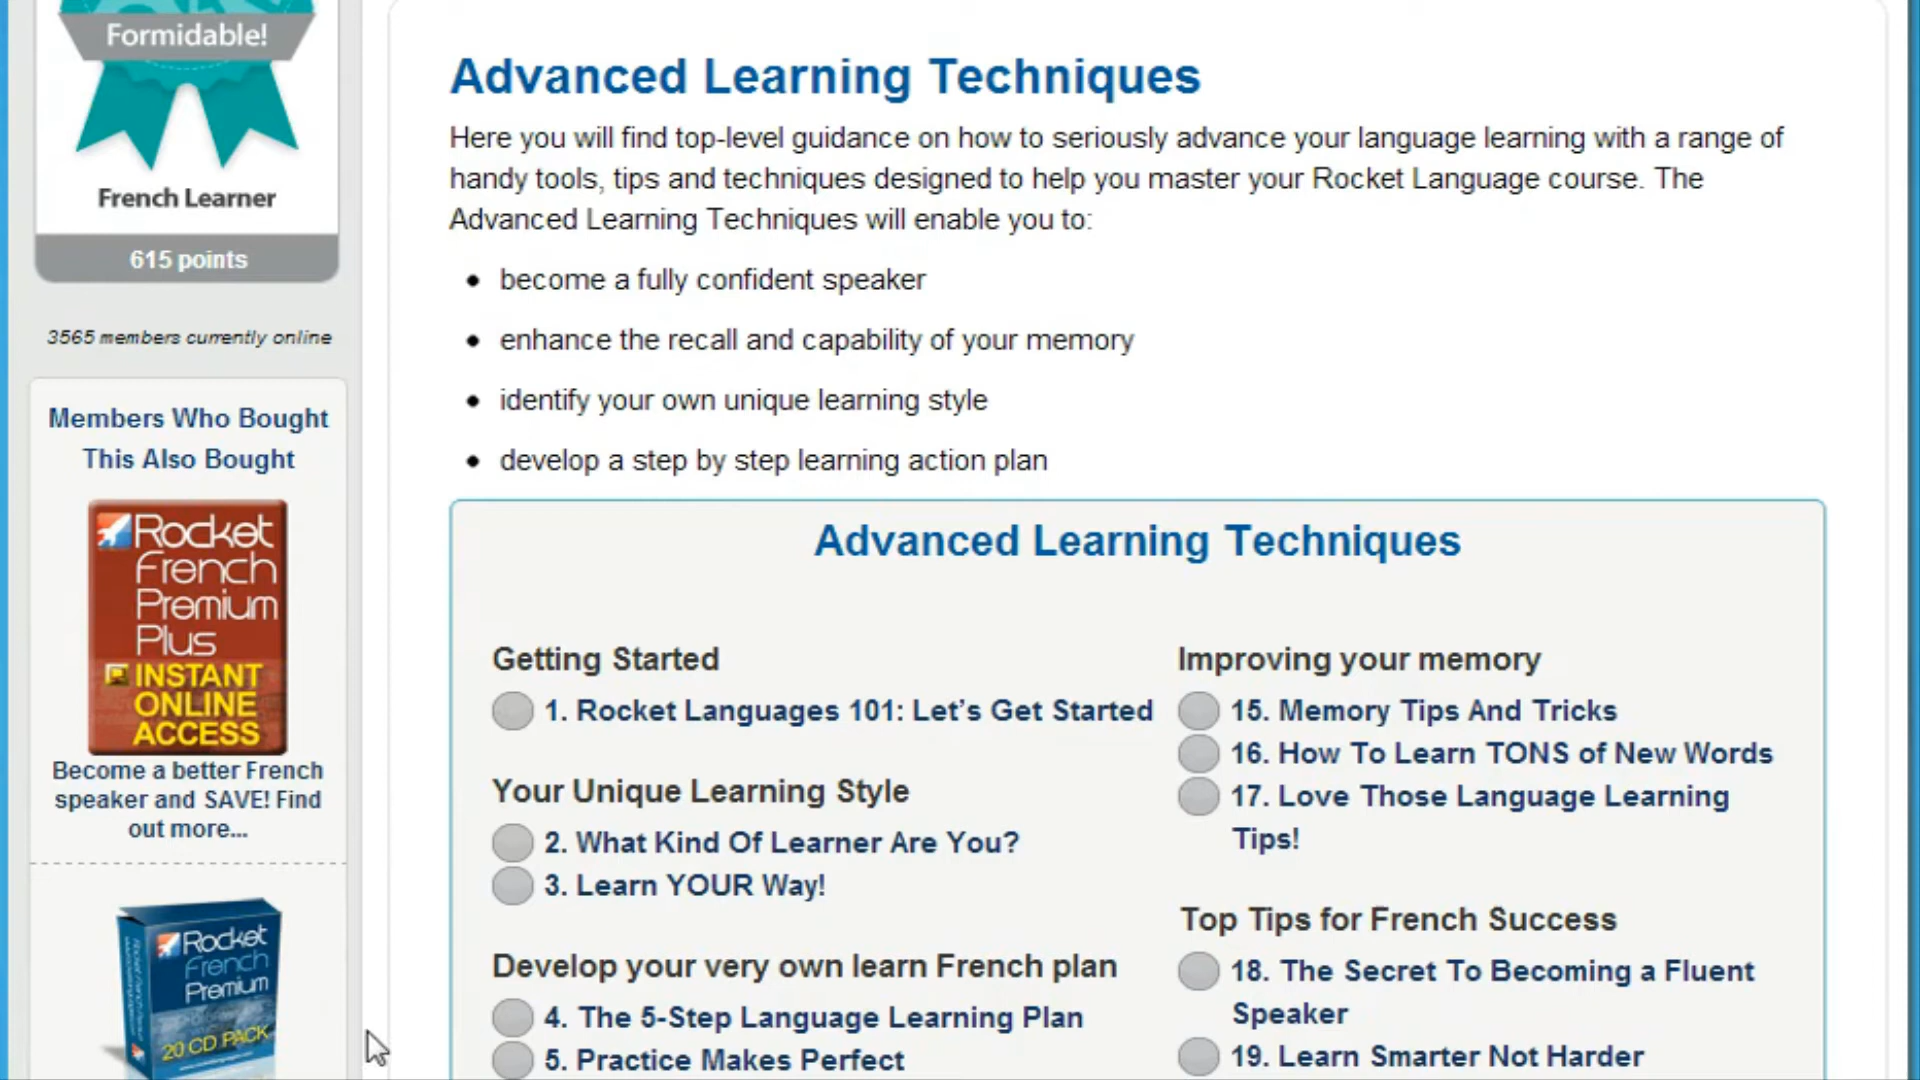 Formidable!
French Learner
615 points
3565 members currently online
Members Who Bought
This Also Bought
Rocket
French
Premium
Plus
INSTANT
ONLINE
ACCESS
Become a better French
speaker and SAVE! Find
out more...
Rocket
French
Premium
20 CD PACK
Advanced Learning Techniques
Here you will find top-level guidance on how to seriously advance your language learning with a range of
handy tools, tips and techniques designed to help you master your Rocket Language course. The
Advanced Learning Techniques will enable you to:
• become a fully confident speaker
• enhance the recall and capability of your memory
• identify your own unique learning style
• develop a step by step learning action plan
Advanced Learning Techniques
Getting Started
1. Rocket Languages 101: Let's Get Started
Your Unique Learning Style
2. What Kind Of Learner Are You?
3. Learn YOUR Way!
Develop your very own learn French plan
4. The 5-Step Language Learning Plan
5. Practice Makes Perfect
Improving your memory
15. Memory Tips And Tricks
16. How To Learn TONS of New Words
17. Love Those Language Learning
Tips!
Top Tips for French Success
18. The Secret To Becoming a Fluent
Speaker
19. Learn Smarter Not Harder